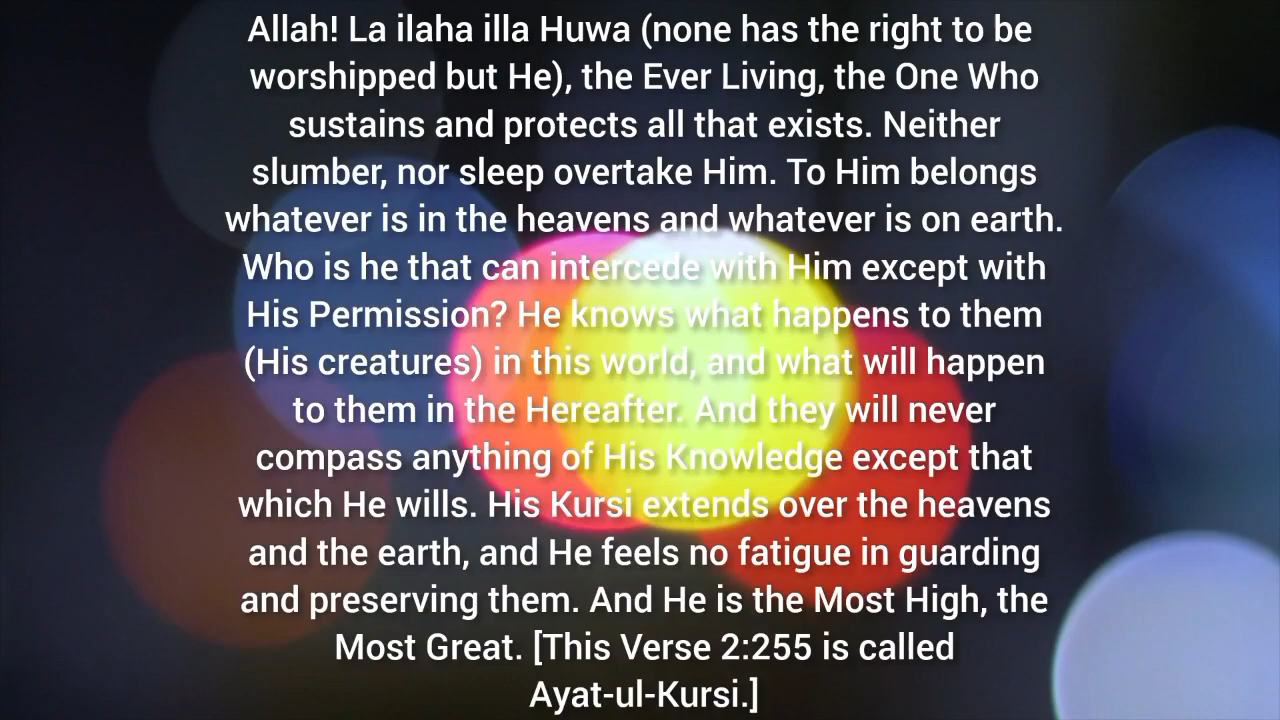 Allah! La ilaha illa Huwa (none has the right to be
worshipped but He), the Ever Living, the One Who
sustains and protects all that exists. Neither
slumber, nor sleep overtake Him. To Him belongs
whatever is in the heavens and whatever is on earth.
Who is he that can intercede with Him except with
His Permission? He knows what happens to them
(His creatures) in this world, and what will happen
to them in the Hereafter. And they will never
compass anything of His Knowledge except that
which He wills. His Kursi extends over the heavens
and the earth, and He feels no fatigue in guarding
and preserving them. And He is the Most High, the
Most Great. [This Verse 2:255 is called
Ayat-ul-Kursi.]